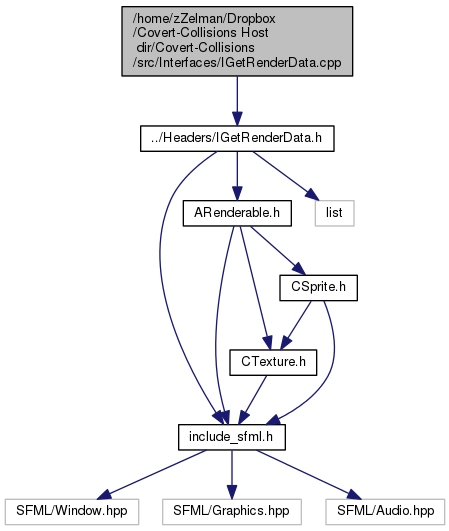 /home/zZelman/Dropbox
/Covert-Collisions Host
dir/Covert-Collisions
/src/Interfaces/IGetRenderData.cpp
../Headers/IGetRenderData.h
ARenderable.h
list
CSprite.h
CTexture.h
include_sfml.h
SFML/Window.hpp
SFML/Graphics.hpp
SFML/Audio.hpp